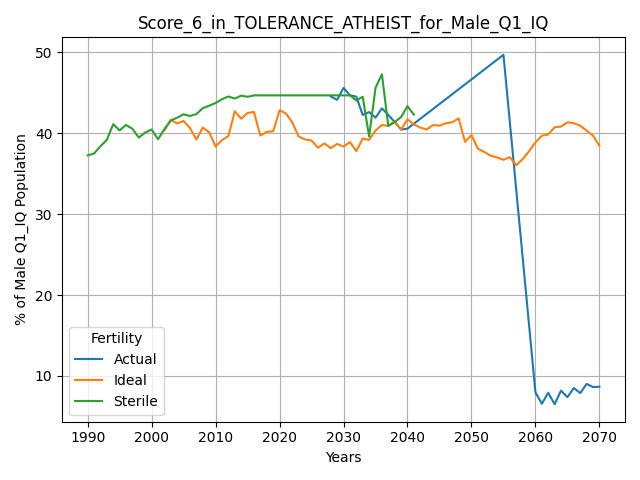 Score_6_in_TOLERANCE_ATHEIST_for_Male_Q1_IQ
% of Male Q1_IQ Population
50
40
30
20
10
Fertility
Actual
Ideal
Sterile
1990 2000 2010 2020 2030 2040 2050 2060 2070
Years